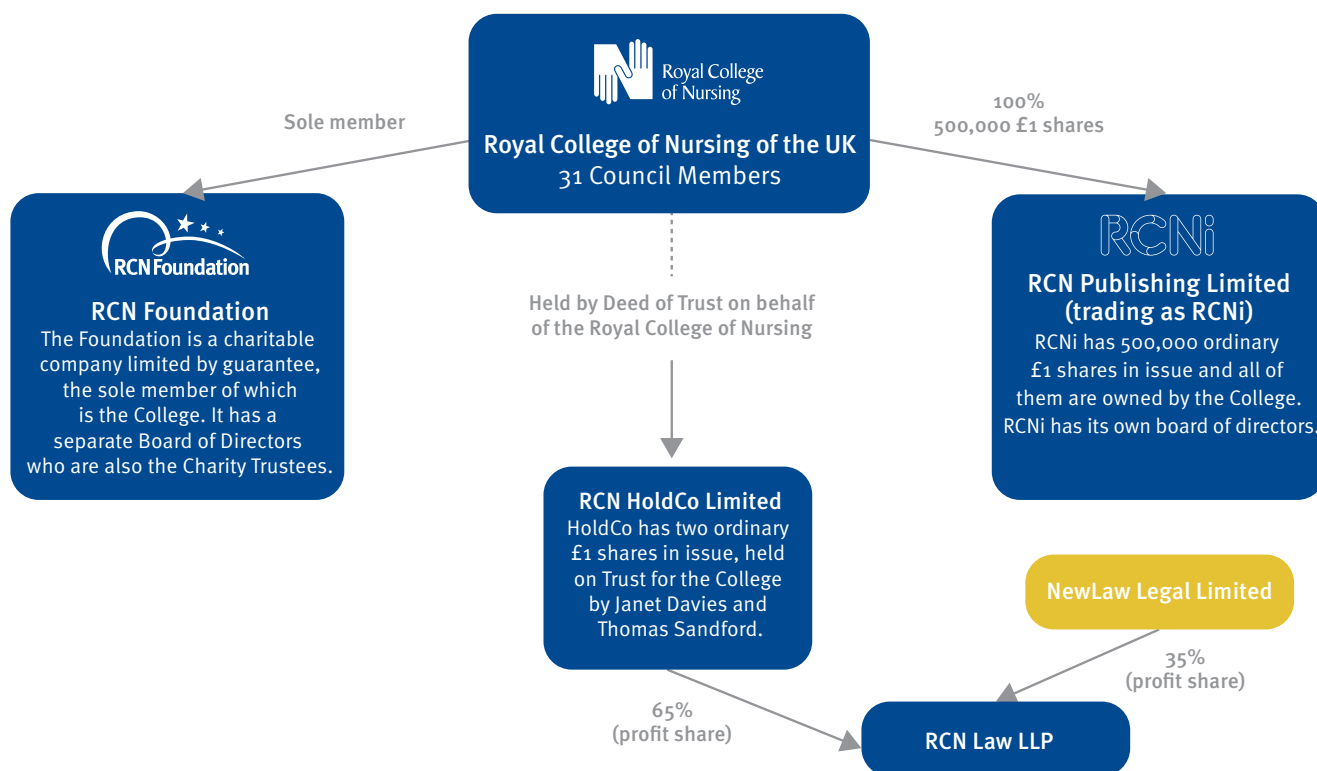 Royal College
of Nursing
Royal College of Nursing of the UK
31 Council Members
Sole member
100%
500,000 £1 shares
RCNFoundation
RCN Foundation
The Foundation is a charitable
company limited by guarantee,
the sole member of which
is the College. It has a
separate Board of Directors
who are also the Charity Trustees.
Held by Deed of Trust on behalf
of the Royal College of Nursing
RCNi
RCN Publishing Limited
(trading as RCNi)
RCNi has 500,000 ordinary
£1 shares in issue and all of
them are owned by the College.
RCNi has its own board of directors.
RCN HoldCo Limited
HoldCo has two ordinary
£1 shares in issue, held
on Trust for the College
by Janet Davies and
Thomas Sandford.
NewLaw Legal Limited
65%
(profit share)
35%
(profit share)
RCN Law LLP